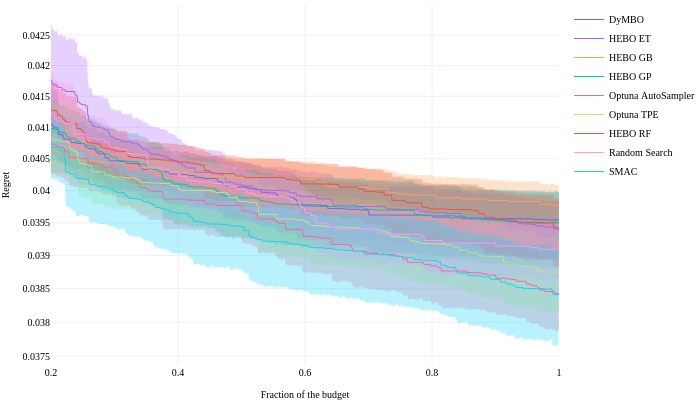 0.0425
0.042
0.0415
0.041
0.0405
0.04
0.0395
0.039
0.0385
0.038
0.0375
Regret
0.2
0.4
0.6
0.8
1
Fraction of the budget
DyMBO
HEBO ET
HEBO GB
HEBO GP
Optuna AutoSampler
Optuna TPE
HEBO RF
Random Search
SMAC